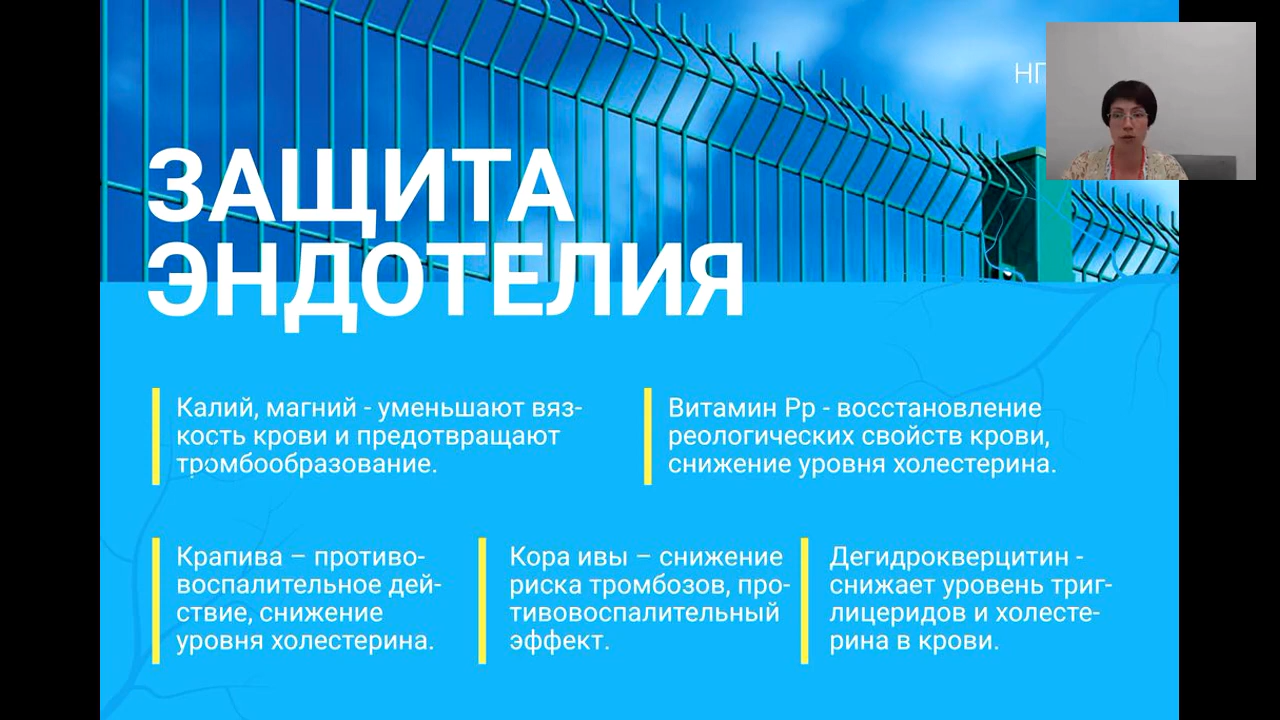 НП
ЗАЩИТА
ЭНДОТЕЛИЯ
Калий, магний - уменьшают вяз-
кость крови и предотвращают
тромбообразование.
Витамин Pp - восстановление
реологических свойств крови,
снижение уровня холестерина.
Крапива – противо-
воспалительное дей-
ствие, снижение
уровня холестерина.
Кора ивы – снижение
риска тромбозов, про-
тивовоспалительный
эффект.
Дегидрокверцитин -
снижает уровень триг-
лицеридов и холесте-
рина в крови.